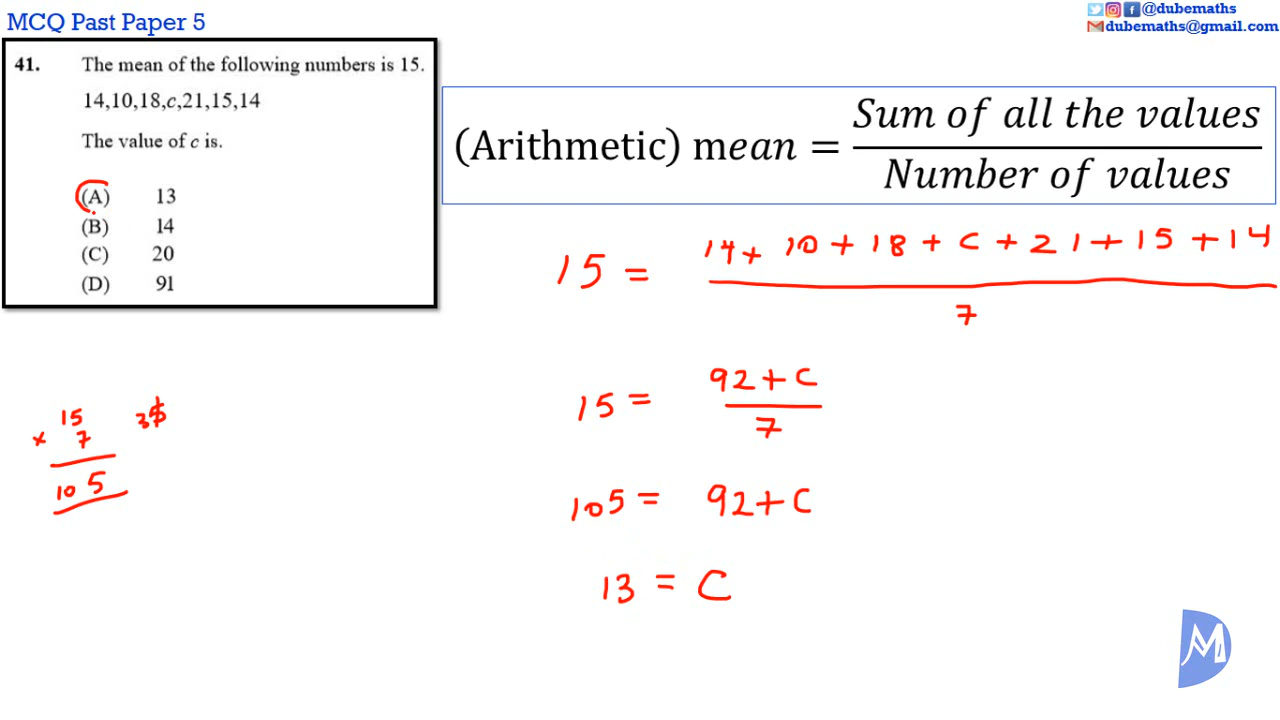 MCQ Past Paper 5
@dubemaths
dubemaths@gmail.com
41. The mean of the following numbers is 15.
14,10,18,c,21,15,14
The value of c is.
(A) 13
(B) 14
(C) 20
(D) 91
(Arithmetic) mean = Sum of all the values / Number of values
15 = 14 + 10 + 18 + c + 21 + 15 + 14
7
15 = 92 + c
7
105 = 92 + c
13 = c
15
× 7
105
35
M